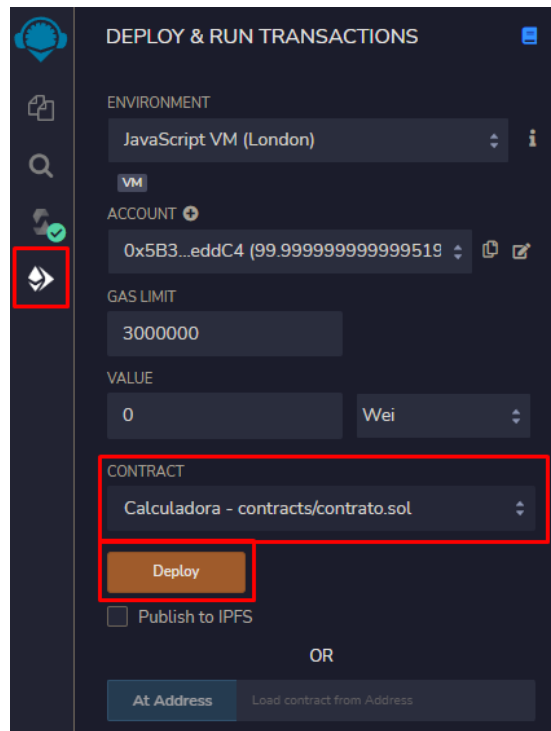 DEPLOY & RUN TRANSACTIONS
ENVIRONMENT
JavaScript VM (London)
VM
ACCOUNT
0x5B3...eddC4 (99.999999999999519
GAS LIMIT
3000000
VALUE
0 Wei
CONTRACT
Calculadora - contracts/contrato.sol
Deploy
Publish to IPFS
OR
At Address Load contract from Address